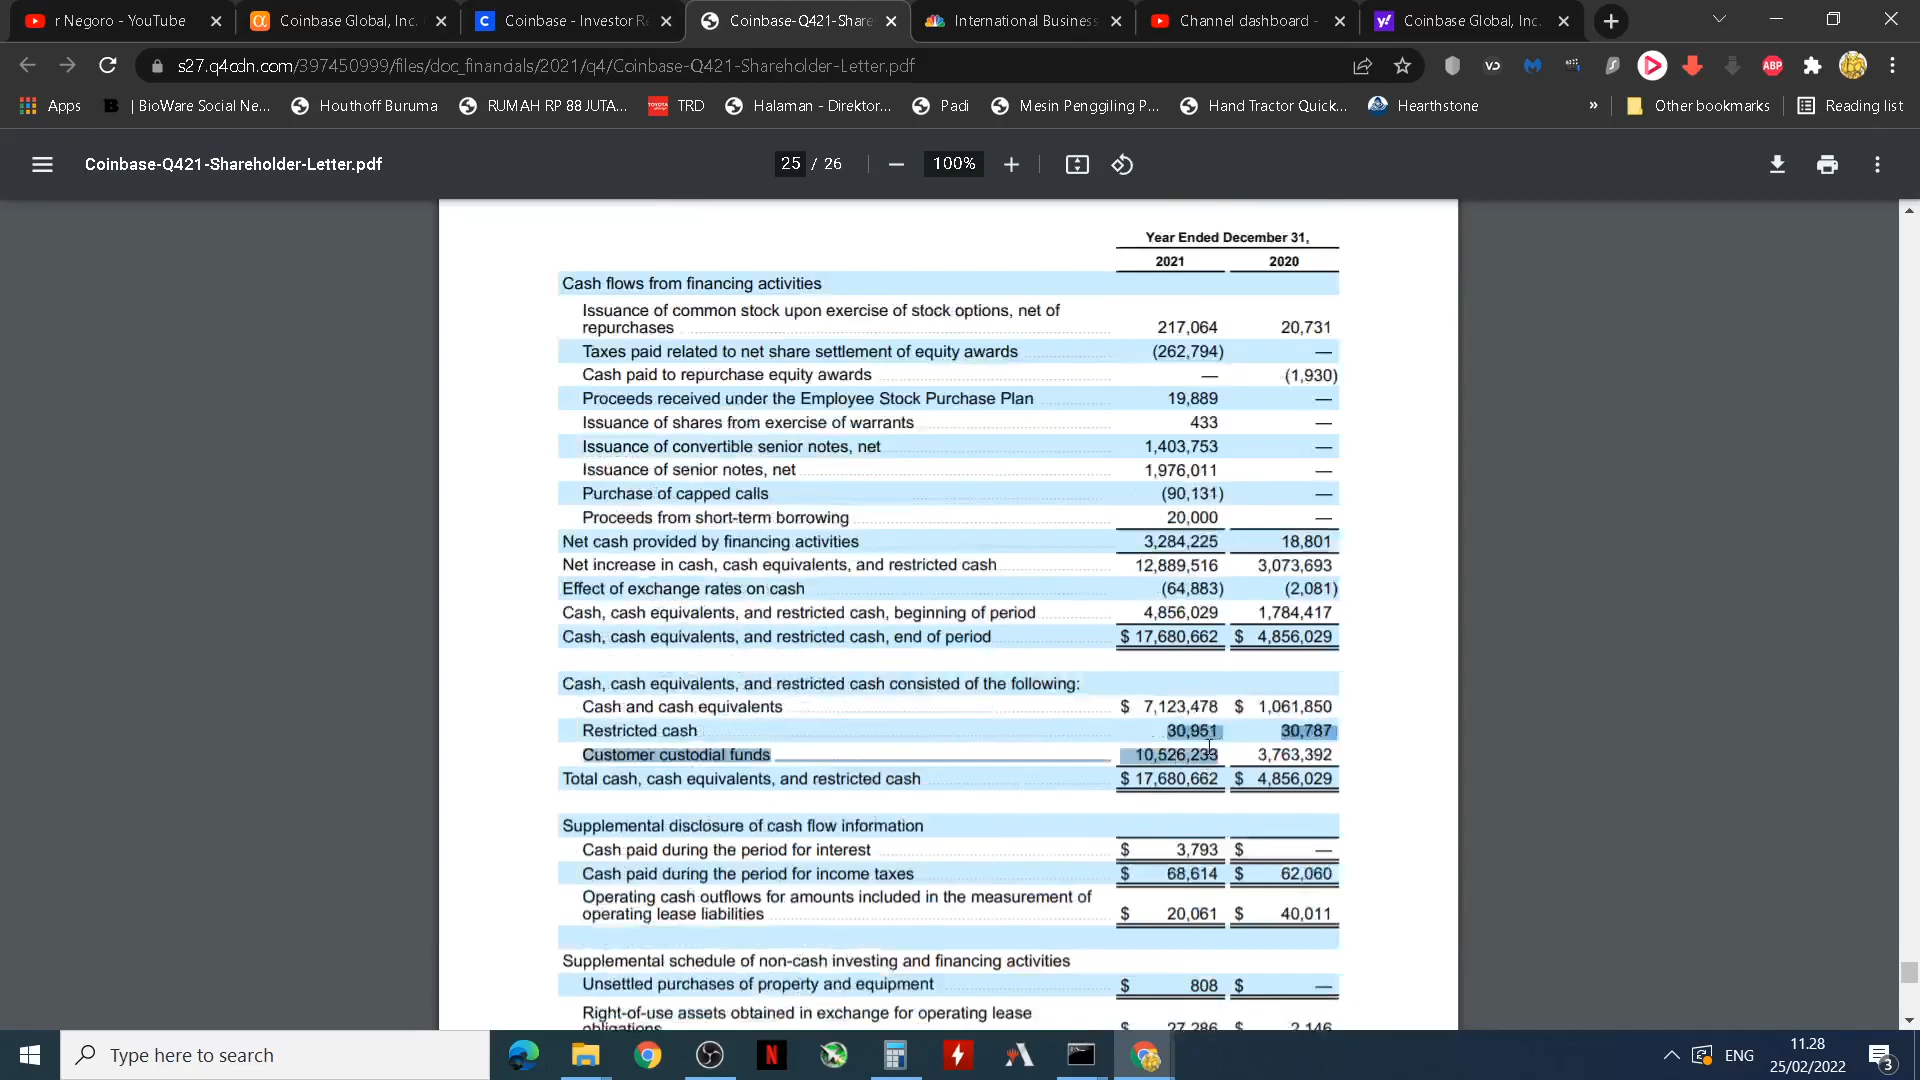 r Negoro - YouTube
Coinbase Global, Inc.
Coinbase - Investor Re
Coinbase-Q421-Share
International Business
Channel dashboard -
Coinbase Global, Inc.
s27.q4cdn.com/397450999/files/doc_financials/2021/q4/Coinbase-Q421-Shareholder-Letter.pdf
Apps
| BioWare Social Ne...
Houthoff Buruma
RUMAH RP 88 JUTA...
TRD
Halaman - Direktor...
Padi
Mesin Penggiling P...
Hand Tractor Quick...
Hearthstone
»
Other bookmarks
Reading list
Coinbase-Q421-Shareholder-Letter.pdf
25 / 26
100%
Year Ended December 31,
2021 2020
Cash flows from financing activities
Issuance of common stock upon exercise of stock options, net of
repurchases 217,064 20,731
Taxes paid related to net share settlement of equity awards (262,794) —
Cash paid to repurchase equity awards — (1,930)
Proceeds received under the Employee Stock Purchase Plan 19,889 —
Issuance of shares from exercise of warrants 433 —
Issuance of convertible senior notes, net 1,403,753 —
Issuance of senior notes, net 1,976,011 —
Purchase of capped calls (90,131) —
Proceeds from short-term borrowing 20,000 —
Net cash provided by financing activities 3,284,225 18,801
Net increase in cash, cash equivalents, and restricted cash 12,889,516 3,073,693
Effect of exchange rates on cash (64,883) (2,081)
Cash, cash equivalents, and restricted cash, beginning of period 4,856,029 1,784,417
Cash, cash equivalents, and restricted cash, end of period $ 17,680,662 $ 4,856,029
Cash, cash equivalents, and restricted cash consisted of the following:
Cash and cash equivalents $ 7,123,478 $ 1,061,850
Restricted cash 30,951 30,787
Customer custodial funds 10,526,233 3,763,392
Total cash, cash equivalents, and restricted cash $ 17,680,662 $ 4,856,029
Supplemental disclosure of cash flow information
Cash paid during the period for interest $ 3,793 $ —
Cash paid during the period for income taxes $ 68,614 $ 62,060
Operating cash outflows for amounts included in the measurement of
operating lease liabilities $ 20,061 $ 40,011
Supplemental schedule of non-cash investing and financing activities
Unsettled purchases of property and equipment $ 808 $ —
Right-of-use assets obtained in exchange for operating lease
obligations $ 27,286 $ 2,146
Type here to search
ENG
11.28
25/02/2022
3
ABP
VD